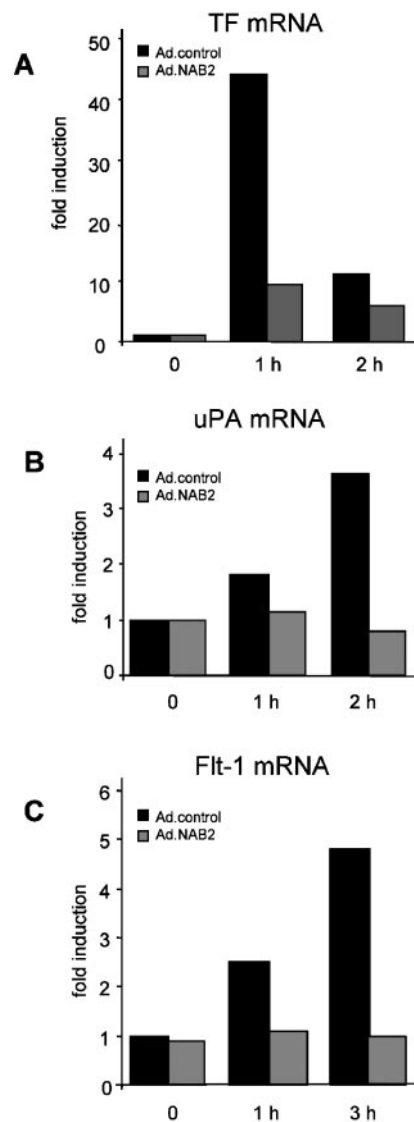 TF mRNA
A
50
40
30
20
10
0
fold induction
Ad.control
Ad.NAB2
0 1 h 2 h
uPA mRNA
B
4
3
2
1
0
fold induction
Ad.control
Ad.NAB2
0 1 h 2 h
Flt-1 mRNA
C
6
5
4
3
2
1
0
fold induction
Ad.control
Ad.NAB2
0 1 h 3 h